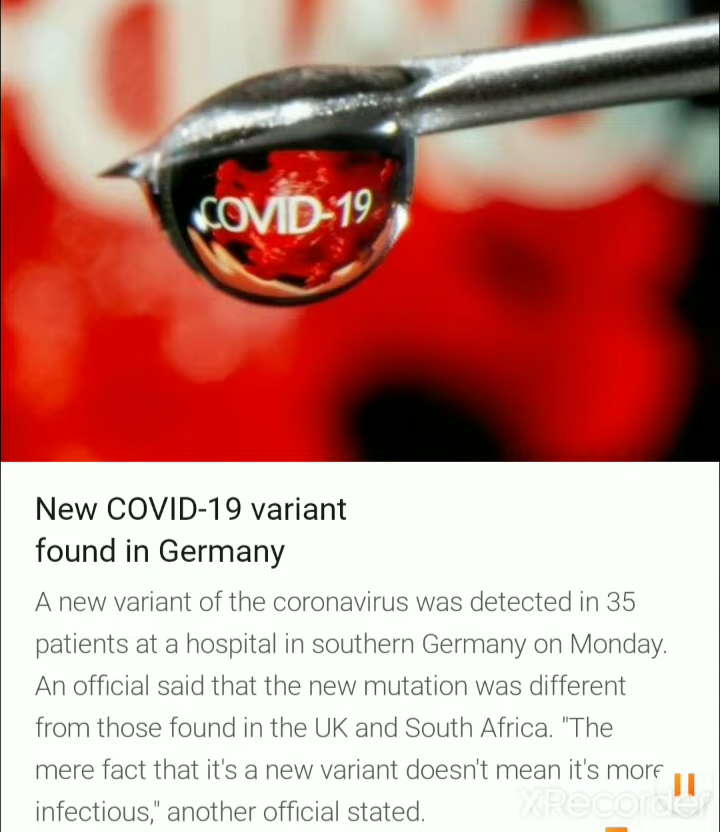 COVID-19
New COVID-19 variant
found in Germany
A new variant of the coronavirus was detected in 35
patients at a hospital in southern Germany on Monday.
An official said that the new mutation was different
from those found in the UK and South Africa. "The
mere fact that it's a new variant doesn't mean it's more
infectious," another official stated.
XRecorder